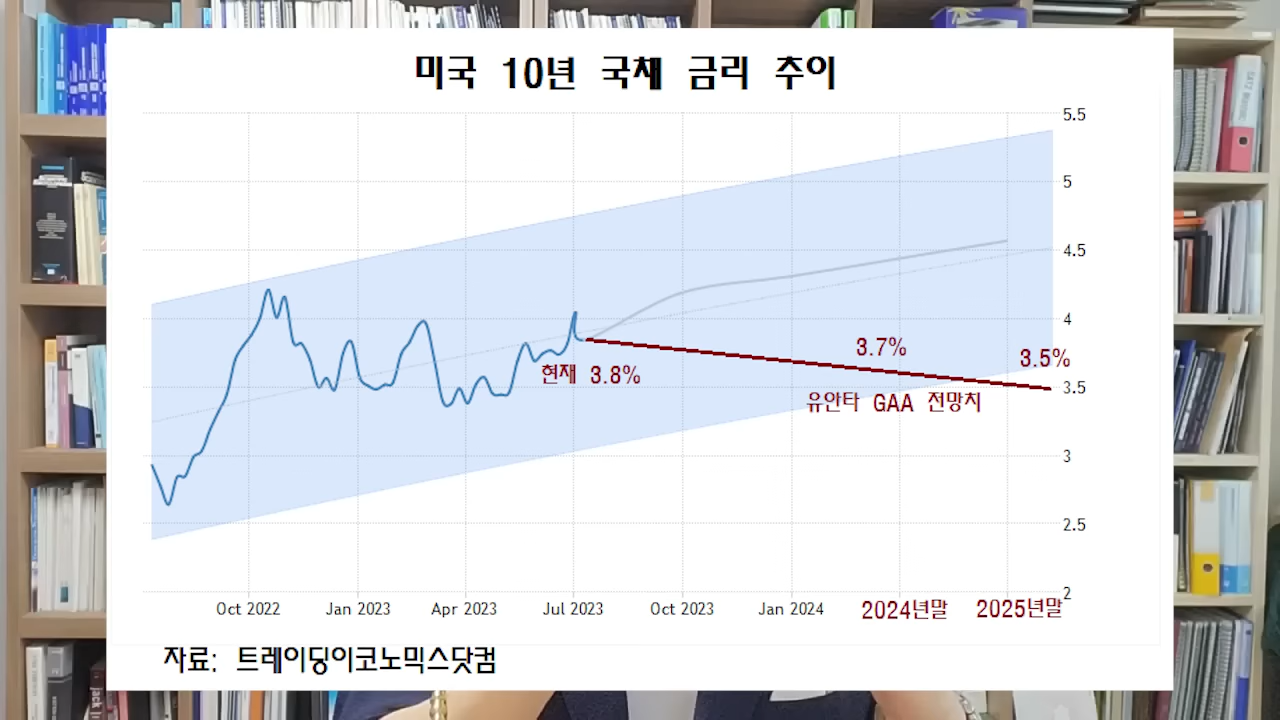 미국 10년 국채 금리 추이
5.5
5
4.5
4
3.7%
3.5%
현재 3.8%
3.5
유안타 GAA 전망치
3
2.5
2
Oct 2022 Jan 2023 Apr 2023 Jul 2023 Oct 2023 Jan 2024 2024년말 2025년말
자료: 트레이딩이코노믹스닷컴